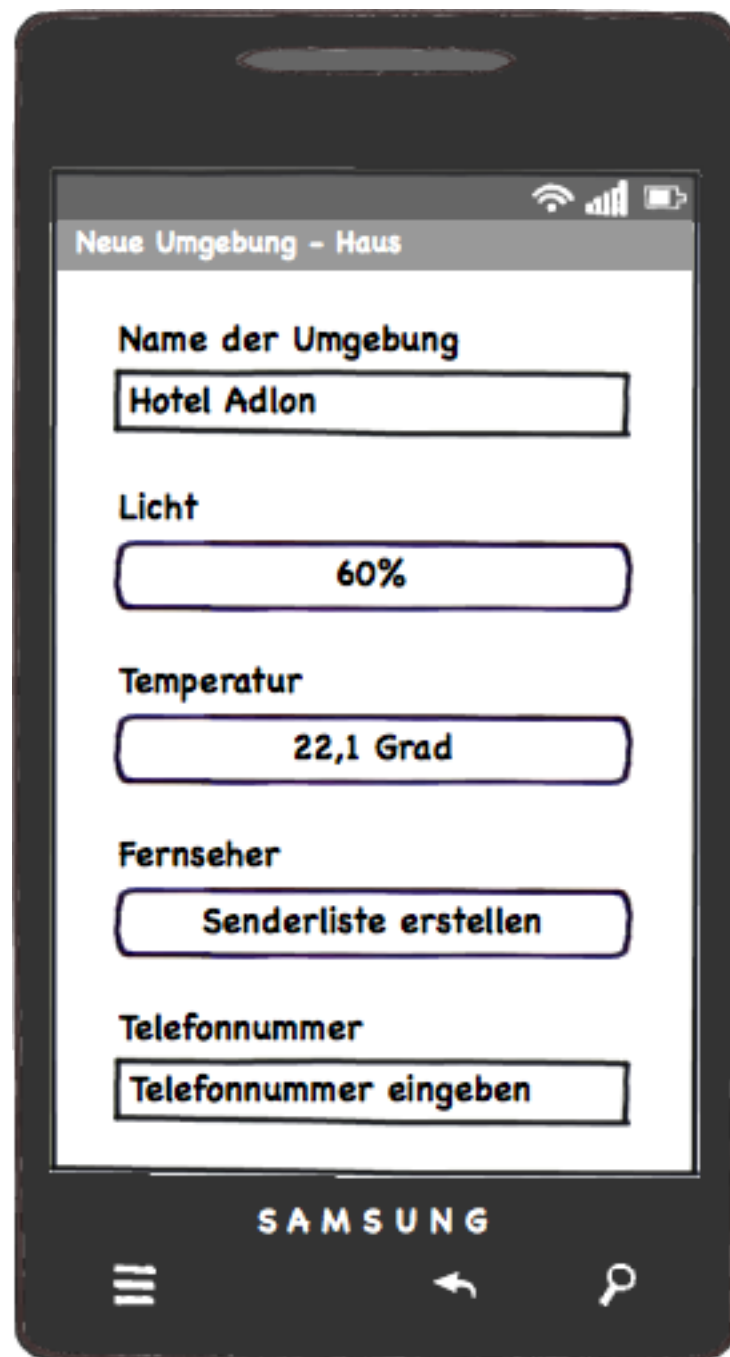 Neue Umgebung - Haus
Name der Umgebung
Hotel Adlon
Licht
60%
Temperatur
22,1 Grad
Fernseher
Senderliste erstellen
Telefonnummer
Telefonnummer eingeben
SAMSUNG